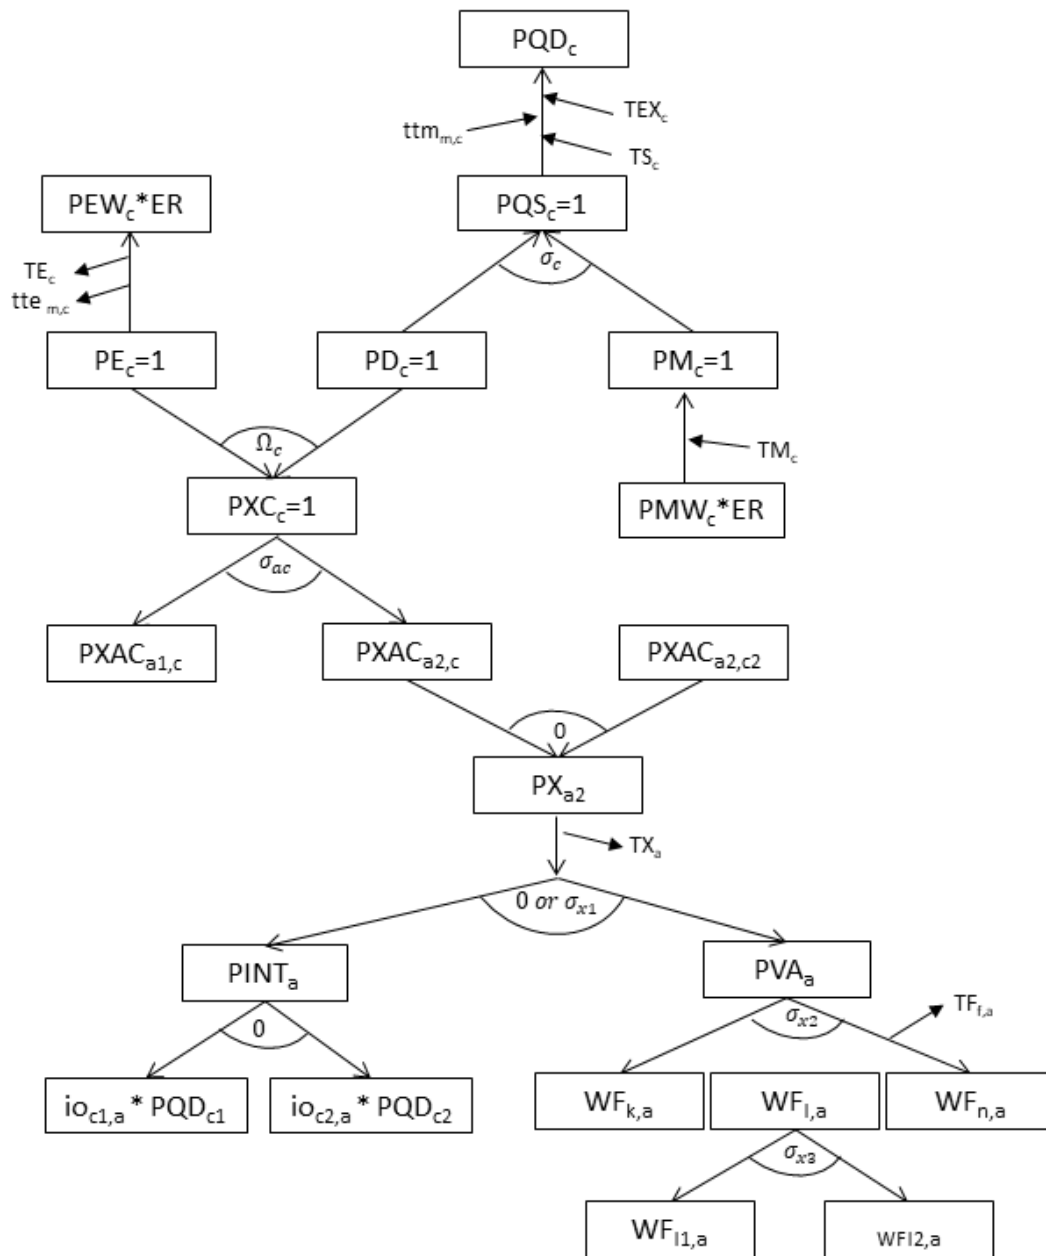 PQD_c
TEX_c
ttm_m,c
TS_c
PEW_c*ER
PQS_c=1
σ_c
TE_c
tte_m,c
PE_c=1
PD_c=1
PM_c=1
Ω_c
TM_c
PXC_c=1
PMW_c*ER
σ_ac
PXAC_a1,c
PXAC_a2,c
PXAC_a2,c2
0
PX_a2
TX_a
0 or σ_x1
PINT_a
PVA_a
0
σ_x2
TF_f,a
io_c1,a * PQD_c1
io_c2,a * PQD_c2
WF_k,a
WF_l,a
WF_n,a
σ_x3
WF_l1,a
WFl2,a